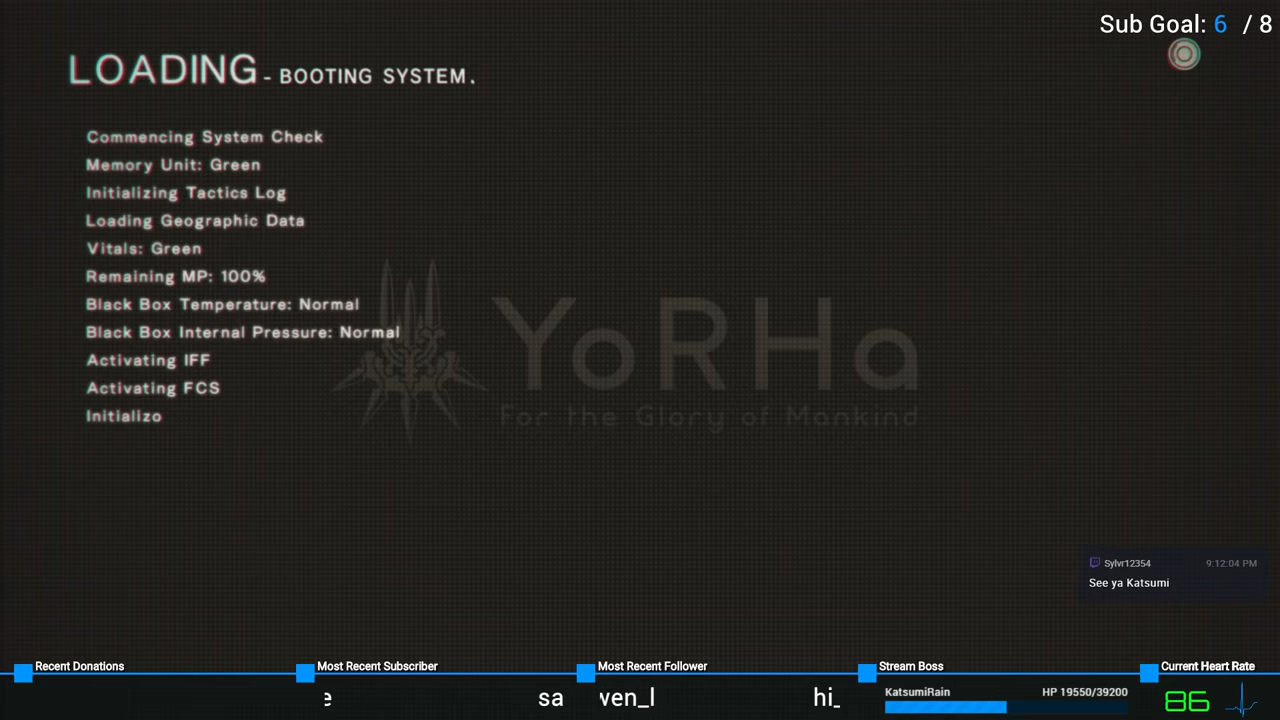 Sub Goal: 6 / 8
LOADING - BOOTING SYSTEM.
Commencing System Check
Memory Unit: Green
Initializing Tactics Log
Loading Geographic Data
Vitals: Green
Remaining MP: 100%
Black Box Temperature: Normal
Black Box Internal Pressure: Normal
Activating IFF
Activating FCS
Initializo
YoRHa
For the Glory of Mankind
Sylvr12354 9:12:04 PM
See ya Katsumi
Recent Donations
Most Recent Subscriber
e sa
Most Recent Follower
ven_l hi_
Stream Boss
KatsumiRain HP 19550/39200
Current Heart Rate
86